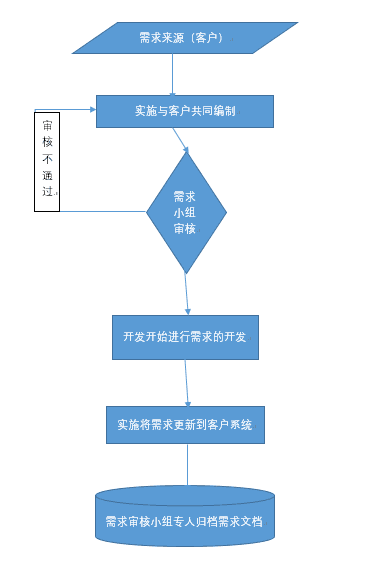 需求来源（客户）
实施与客户共同编制
审
核
不
通
过.
需求
小组
审核
开发开始进行需求的开发
实施将需求更新到客户系统
需求审核小组专人归档需求文档